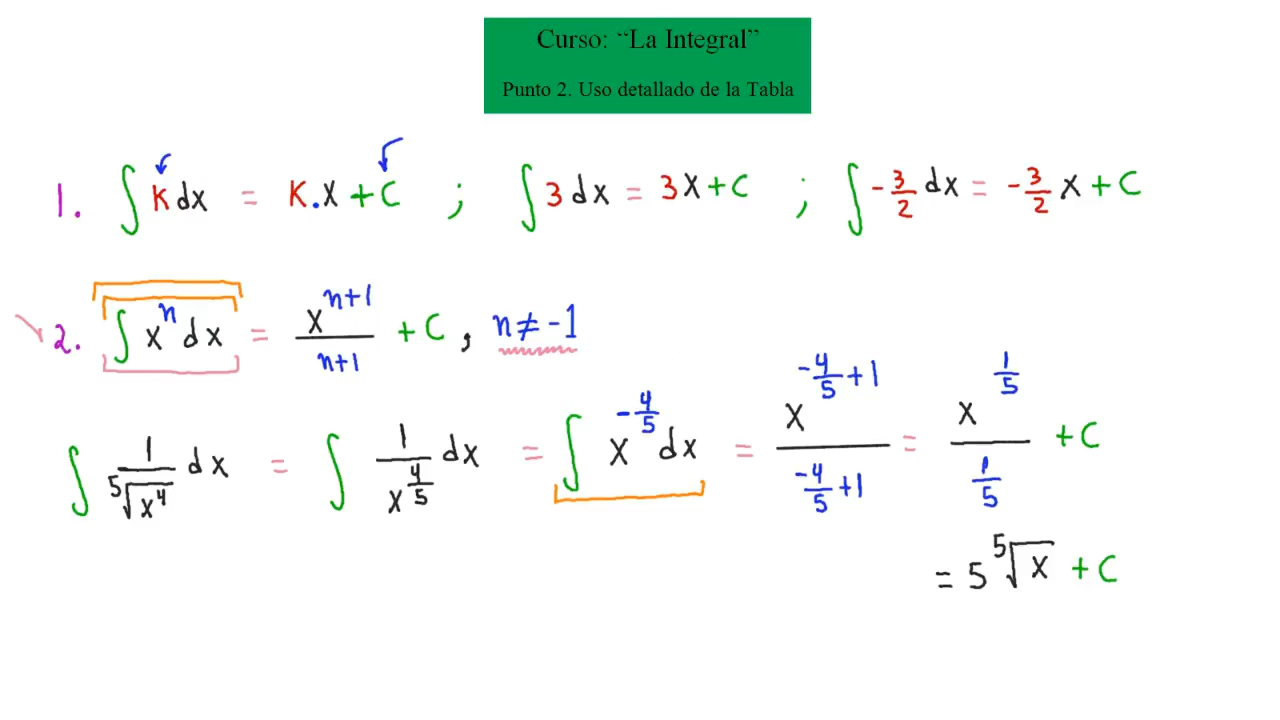 Curso: “La Integral”
Punto 2. Uso detallado de la Tabla
1. ∫ K dx = K.X + C ; ∫ 3 dx = 3X + C ; ∫ -3/2 dx = -3/2 X + C
2. ∫ x^n dx = x^(n+1)/(n+1) + C , n ≠ -1
∫ 1/⁵√(x^4) dx = ∫ 1/x^(4/5) dx = ∫ x^(-4/5) dx = x^(-4/5+1)/(-4/5+1) = x^(1/5)/(1/5) + C
= 5 ⁵√x + C